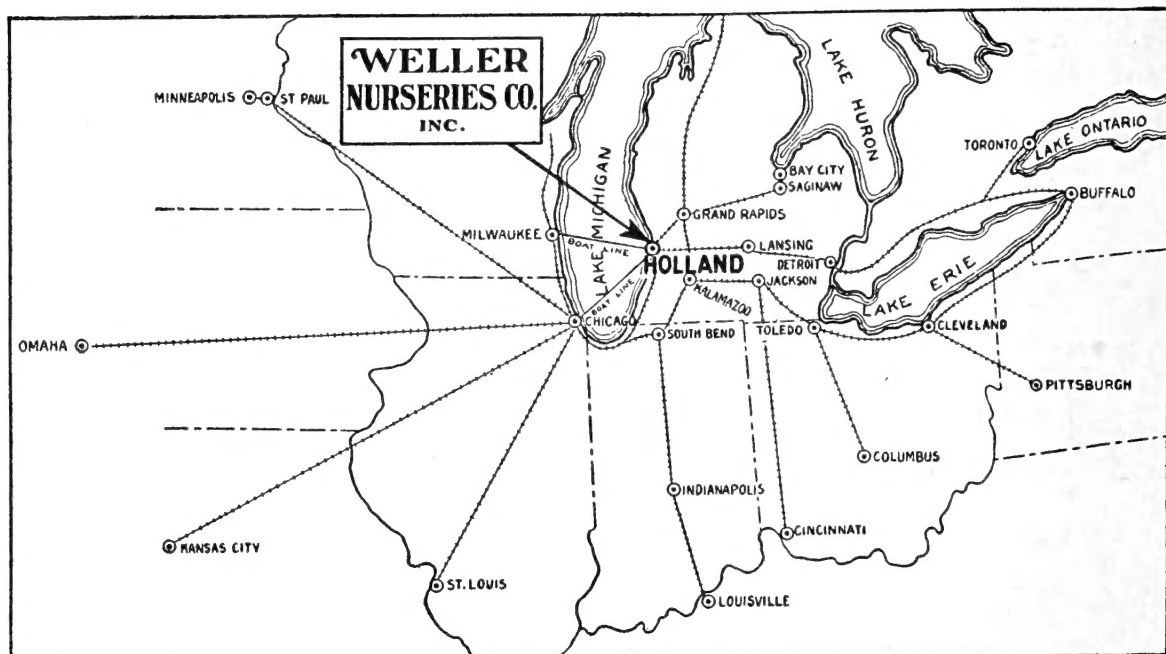 WELLER
NURSERIES CO.
INC.
MINNEAPOLIS
ST PAUL
LAKE MICHIGAN
LAKE HURON
TORONTO
LAKE ONTARIO
BAY CITY
SAGINAW
BUFFALO
GRAND RAPIDS
MILWAUKEE
BOAT LINE
HOLLAND
LANSING
DETROIT
LAKE ERIE
BOAT LINE
KALAMAZOO
JACKSON
CHICAGO
SOUTH BEND
TOLEDO
CLEVELAND
OMAHA
PITTSBURGH
COLUMBUS
INDIANAPOLIS
CINCINNATI
KANSAS CITY
ST. LOUIS
LOUISVILLE